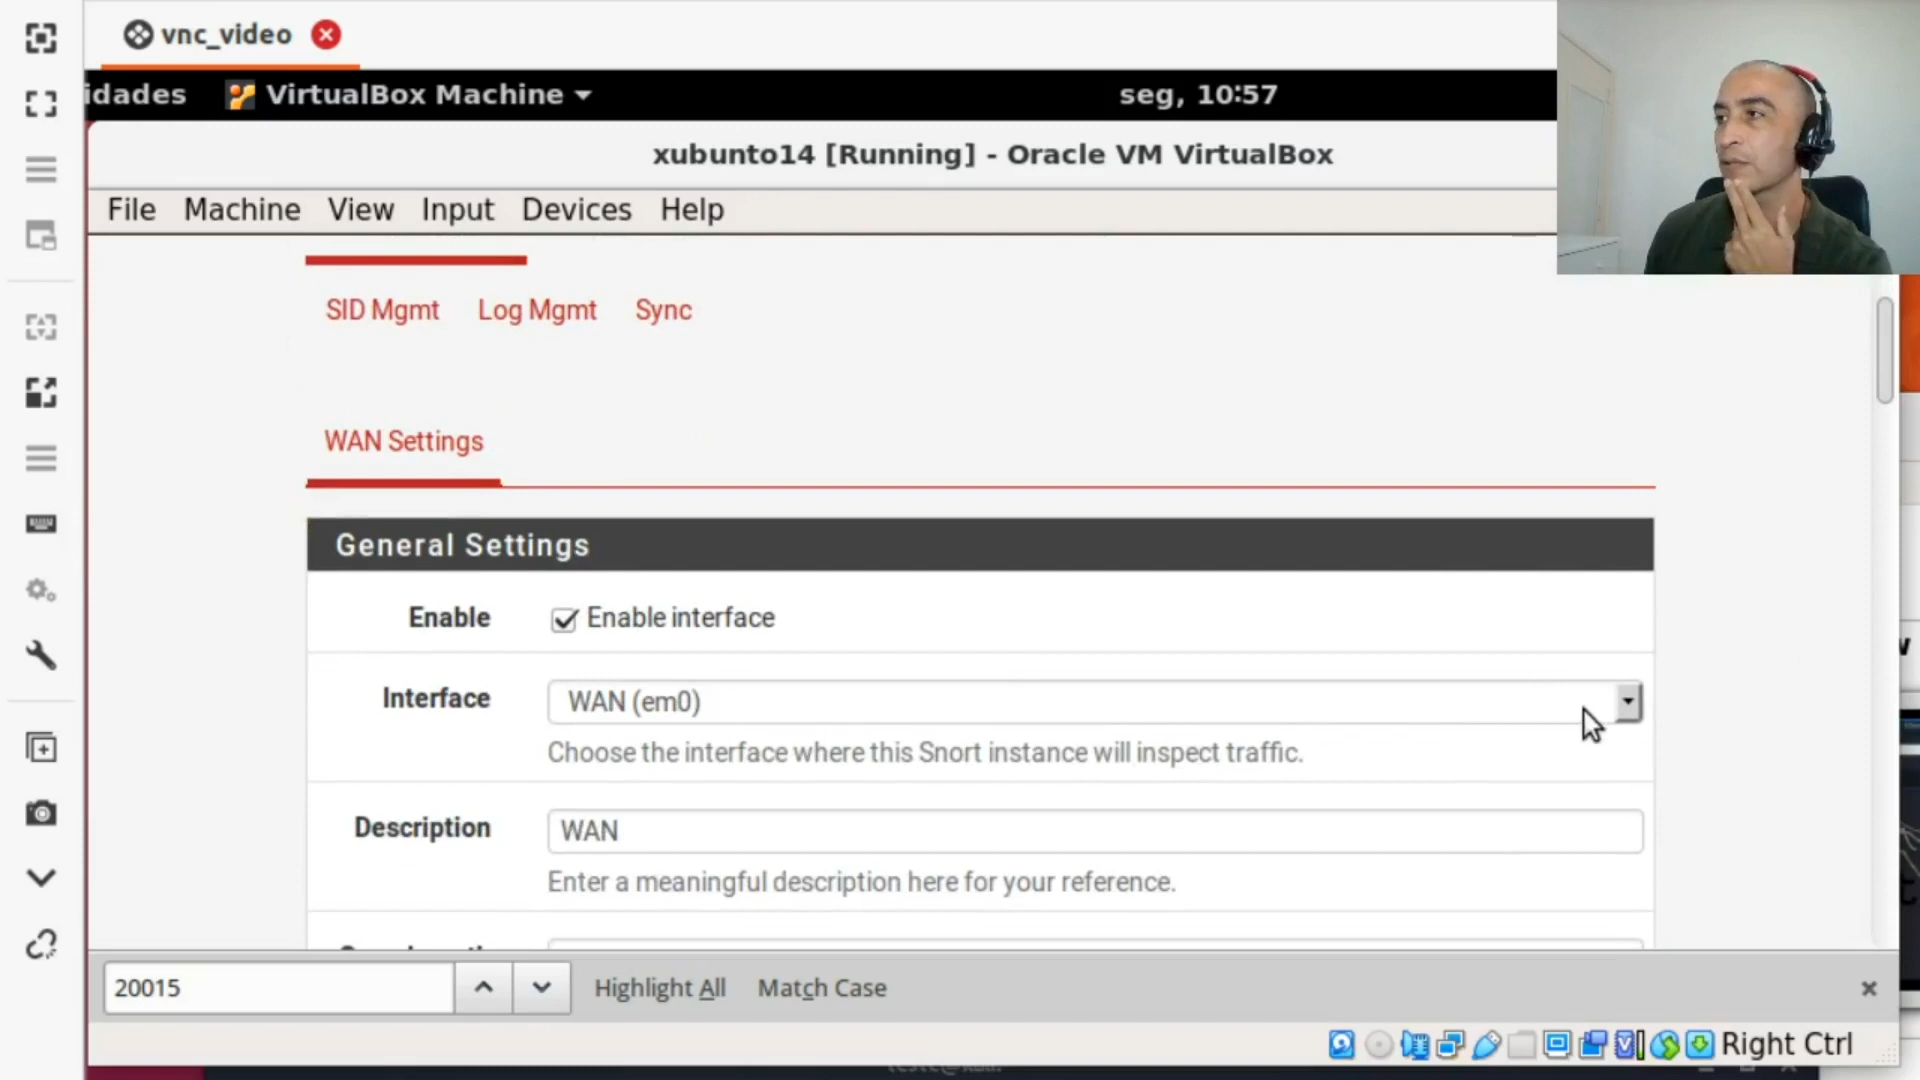 vnc_video
idades VirtualBox Machine seg, 10:57
xubunto14 [Running] - Oracle VM VirtualBox
File Machine View Input Devices Help
SID Mgmt Log Mgmt Sync
WAN Settings
General Settings
Enable Enable interface
Interface WAN (em0)
Choose the interface where this Snort instance will inspect traffic.
Description WAN
Enter a meaningful description here for your reference.
20015 Highlight All Match Case
Right Ctrl